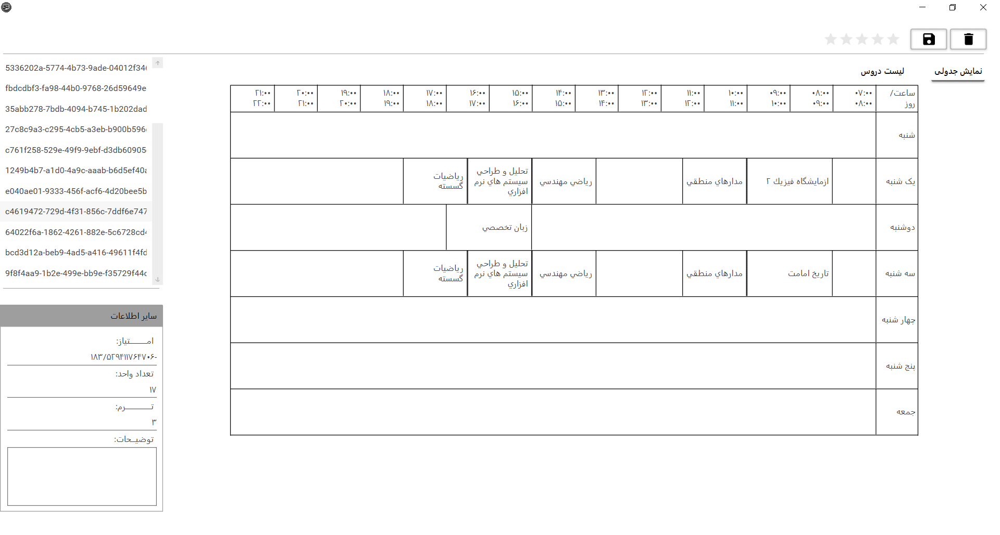 نمایش جدولی
لیست دروس
5336202a-5774-4b73-9ade-04012f34
fbdcdbf3-fa98-44b0-9768-26d59649e
35abb278-7bdb-4094-b745-1b202dad
27c8c9a3-c295-4cb5-a3eb-b900b596
c761f258-529e-49f9-9ebf-d3db60905
1249b4b7-a1d0-4a9c-aaab-b6d5ef40a
e040ae01-9333-456f-acf6-4d20bee5b
c4619472-729d-4f31-856c-7ddf6e747
64022f6a-1862-4261-882e-5c6728cd4
bcd3d12a-beb9-4ad5-a416-49611f4fd
9f8f4aa9-1b2e-499e-bb9e-f35729f44c
ساعت/
روز
۰۷:۰۰
۰۸:۰۰
۰۸:۰۰
۰۹:۰۰
۰۹:۰۰
۱۰:۰۰
۱۰:۰۰
۱۱:۰۰
۱۱:۰۰
۱۲:۰۰
۱۲:۰۰
۱۳:۰۰
۱۳:۰۰
۱۴:۰۰
۱۴:۰۰
۱۵:۰۰
۱۵:۰۰
۱۶:۰۰
۱۶:۰۰
۱۷:۰۰
۱۷:۰۰
۱۸:۰۰
۱۸:۰۰
۱۹:۰۰
۱۹:۰۰
۲۰:۰۰
۲۰:۰۰
۲۱:۰۰
۲۱:۰۰
۲۲:۰۰
شنبه
یک شنبه
ازمايشگاه فيزيك ۲
مدارهاي منطقي
رياضي مهندسي
تحليل و طراحي
سيستم هاي نرم
افزاري
رياضيات
گسسته
دوشنبه
زبان تخصصي
سه شنبه
تاريخ امامت
مدارهاي منطقي
رياضي مهندسي
تحليل و طراحي
سيستم هاي نرم
افزاري
رياضيات
گسسته
چهار شنبه
پنج شنبه
جمعه
سایر اطلاعات
امــــــتیاز:
-۱۸۳/۵۲۹۴۱۱۷۶۴۷۰۶
تعداد واحد:
۱۷
تـــــــــرم:
۳
توضیــحات: